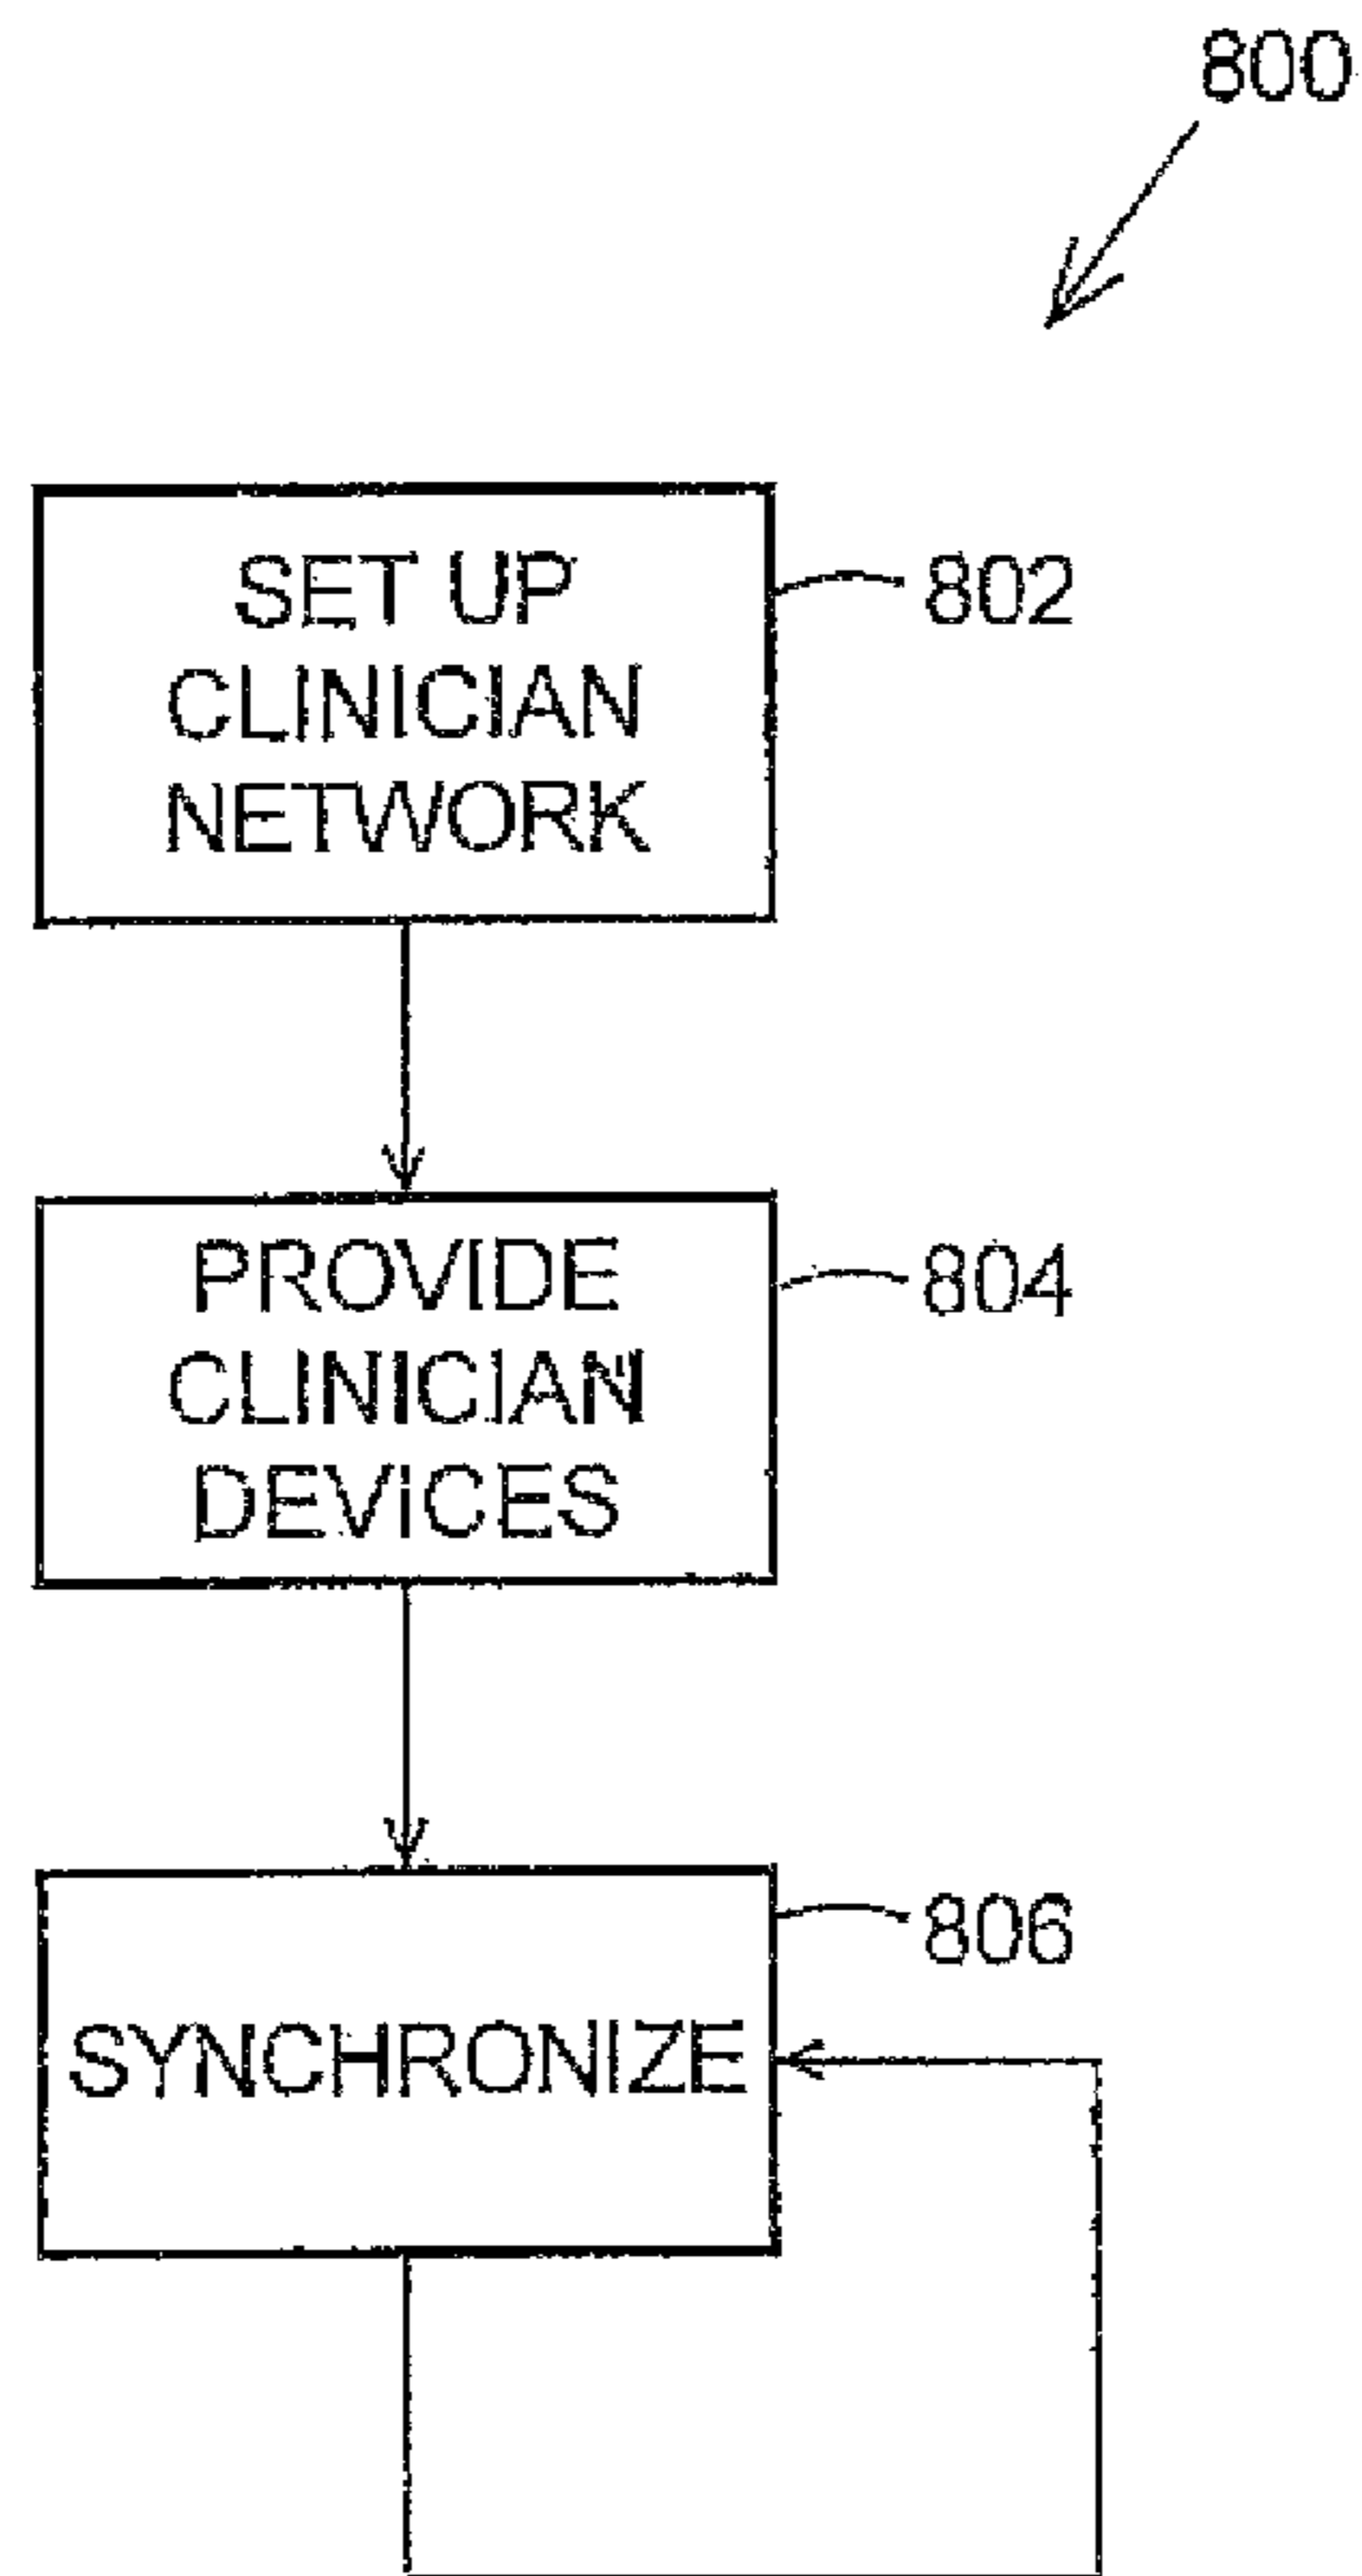 800
SET UP
CLINICIAN
NETWORK
802
PROVIDE
CLINICIAN
DEVICES
804
806
SYNCHRONIZE